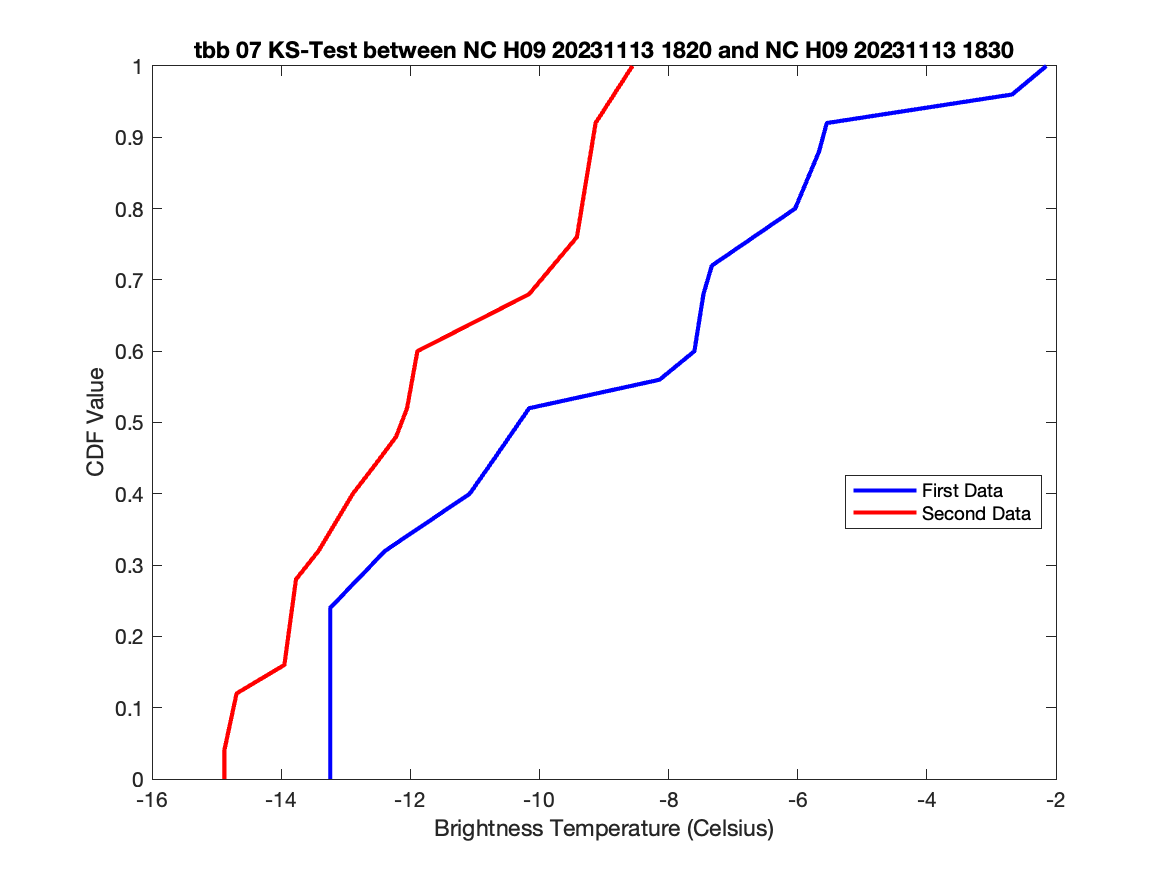 tbb 07 KS-Test between NC H09 20231113 1820 and NC H09 20231113 1830
1
0.9
0.8
0.7
0.6
0.5
0.4
0.3
0.2
0.1
0
CDF Value
First Data
Second Data
-16 -14 -12 -10 -8 -6 -4 -2
Brightness Temperature (Celsius)